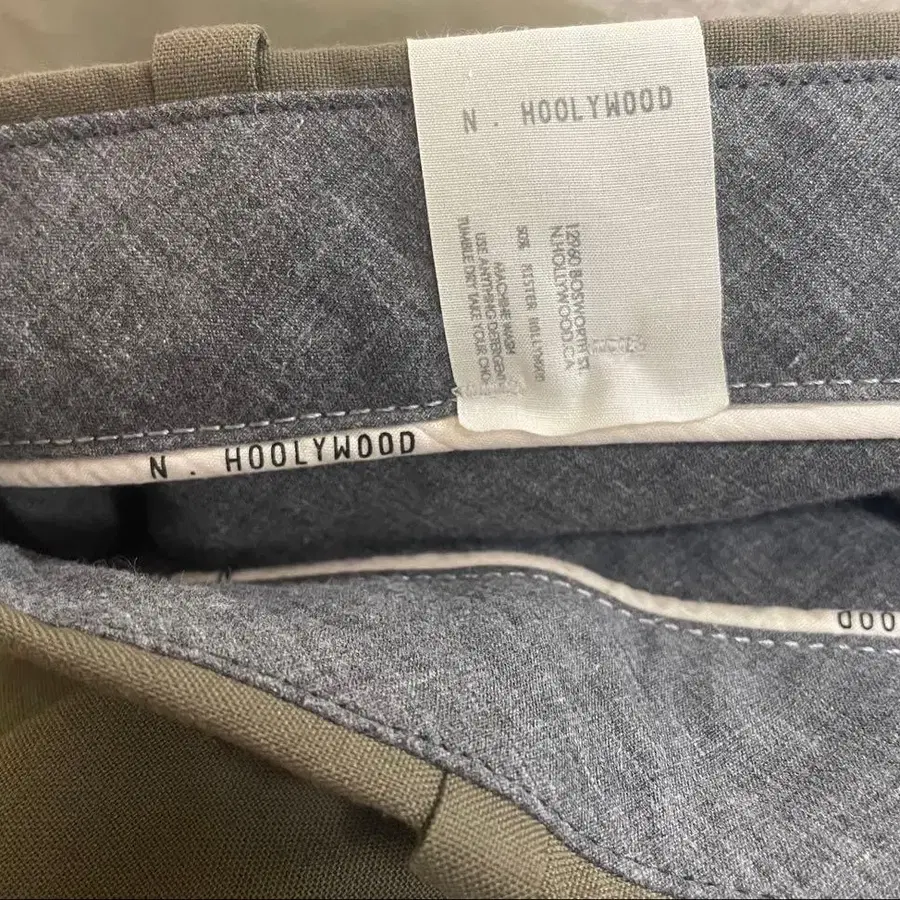 N . HOOLYWOOD
12960 BOSWORTH ST
N.HOLLYWOOD,CA
50% MISTER HOLLYWOOD
MACHINE WASH
USE ANYTHING DETERGENT
TUMBLE DRY TAKE YOUR
N . HOOLYWOOD
OOD